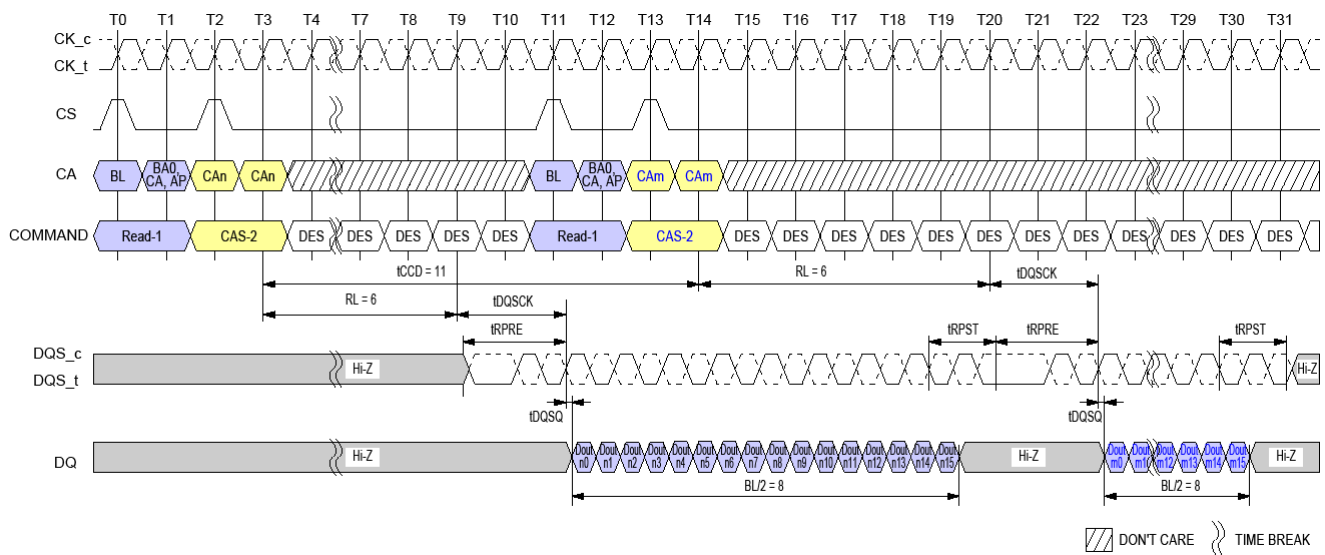 T0 T1 T2 T3 T4 T7 T8 T9 T10 T11 T12 T13 T14 T15 T16 T17 T18 T19 T20 T21 T22 T23 T29 T30 T31
CK_c
CK_t
CS
CA BL BA0, CA, AP CAn CAn BL BA0, CA, AP CAm CAm
COMMAND Read-1 CAS-2 DES DES DES DES DES Read-1 CAS-2 DES DES DES DES DES DES DES DES DES DES DES DES
tCCD = 11 RL = 6 tDQSCK
RL = 6 tDQSCK
tRPRE tRPST tRPRE tRPST
DQS_c
DQS_t
Hi-Z Hi-Z
tDQSQ tDQSQ
DQ Hi-Z Dout n0 Dout n1 Dout n2 Dout n3 Dout n4 Dout n5 Dout n6 Dout n7 Dout n8 Dout n9 Dout n10 Dout n11 Dout n12 Dout n13 Dout n14 Dout n15 Hi-Z Dout m0 Dout Dout m12 Dout m13 Dout m14 Dout m15 Hi-Z
BL/2 = 8 BL/2 = 8
DON'T CARE TIME BREAK